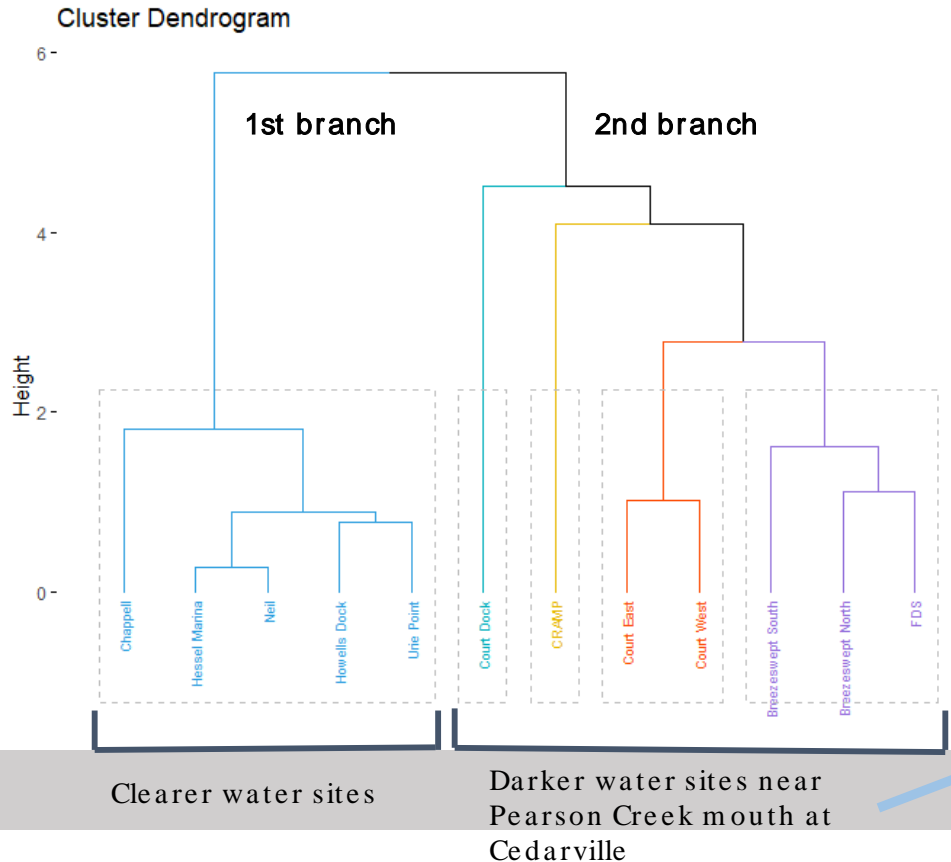 Cluster Dendrogram
6
1st branch
2nd branch
4
Height
2
0
Chappell
Hessel Marina
Neil
Howells Dock
Urie Point
Court Dock
CRAMP
Court East
Court West
Breezeswept South
Breezeswept North
FDS
Clearer water sites
Darker water sites near
Pearson Creek mouth at
Cedarville